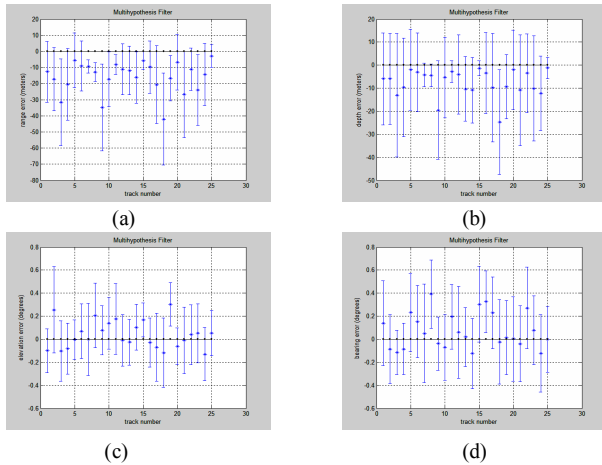 Multihypothesis Filter
range error (meters)
10
0
-10
-20
-30
-40
-50
-60
-70
-80
0 5 10 15 20 25 30
track number
(a)
Multihypothesis Filter
depth error (meters)
20
10
0
-10
-20
-30
-40
-50
0 5 10 15 20 25 30
track number
(b)
Multihypothesis Filter
elevation error (degrees)
0.8
0.6
0.4
0.2
0
-0.2
-0.4
-0.6
0 5 10 15 20 25 30
track number
(c)
Multihypothesis Filter
bearing error (degrees)
0.8
0.6
0.4
0.2
0
-0.2
-0.4
-0.6
0 5 10 15 20 25 30
track number
(d)